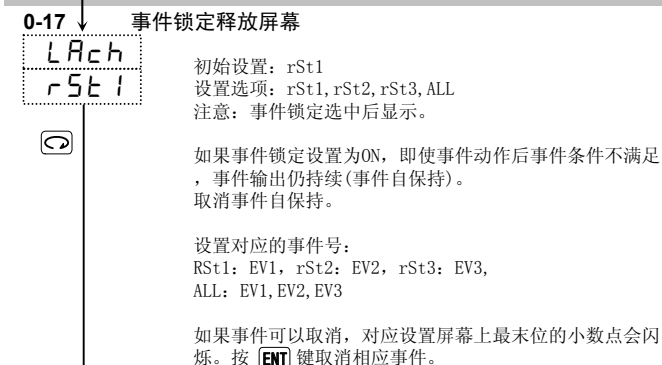 0-17 事件锁定释放屏幕
LAch
rSt1
初始设置：rSt1
设置选项：rSt1,rSt2,rSt3,ALL
注意：事件锁定选中后显示。
如果事件锁定设置为ON，即使事件动作后事件条件不满足
，事件输出仍持续(事件自保持)。
取消事件自保持。
设置对应的事件号：
RSt1：EV1，rSt2：EV2，rSt3：EV3,
ALL：EV1,EV2,EV3
如果事件可以取消，对应设置屏幕上最末位的小数点会闪
烁。按 ENT 键取消相应事件。